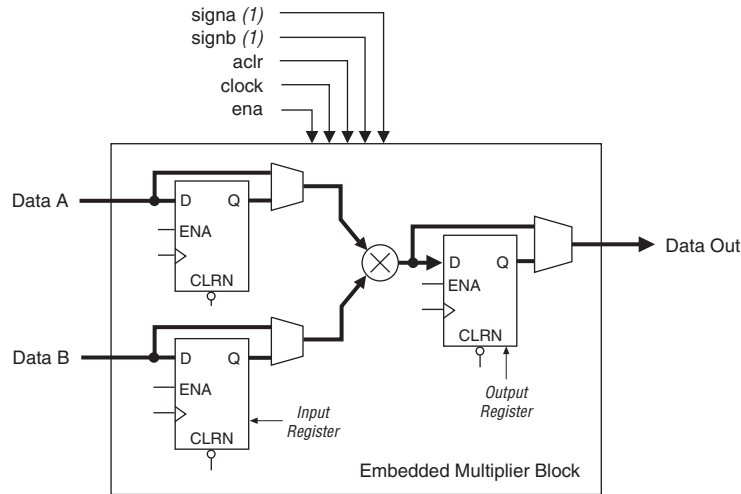 signa (1)
signb (1)
aclr
clock
ena
Data A
D Q
ENA
CLRN
Data B
D Q
ENA
CLRN
Input
Register
D Q
ENA
CLRN
Output
Register
Data Out
Embedded Multiplier Block